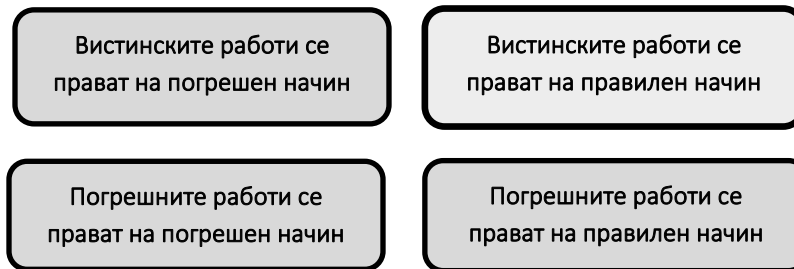 Вистинските работи се
прават на погрешен начин
Вистинските работи се
прават на правилен начин
Погрешните работи се
прават на погрешен начин
Погрешните работи се
прават на правилен начин